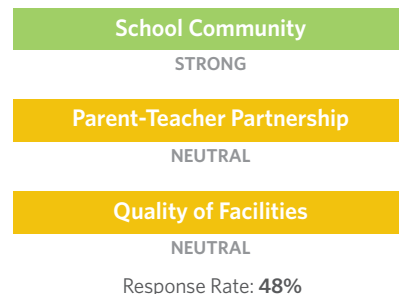 School Community
STRONG
Parent-Teacher Partnership
NEUTRAL
Quality of Facilities
NEUTRAL
Response Rate: 48%